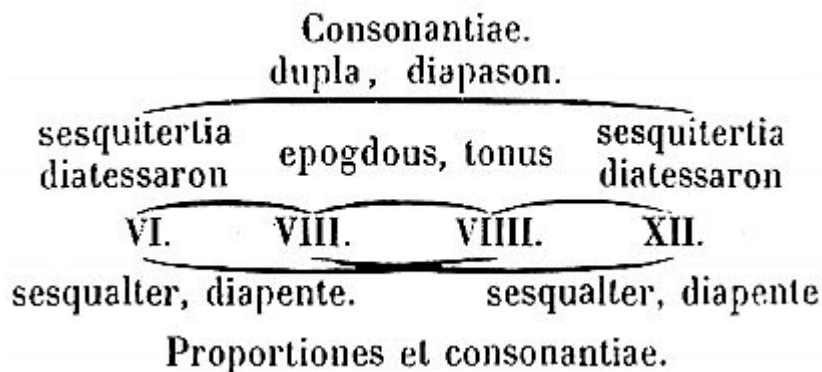 Consonantiae.
dupla, diapason.
sesquitertia epogdous, tonus sesquitertia
diatessaron diatessaron
VI. VIII. VIIII. XII.
sesqualter, diapente. sesqualter, diapente
Proportiones et consonantiae.